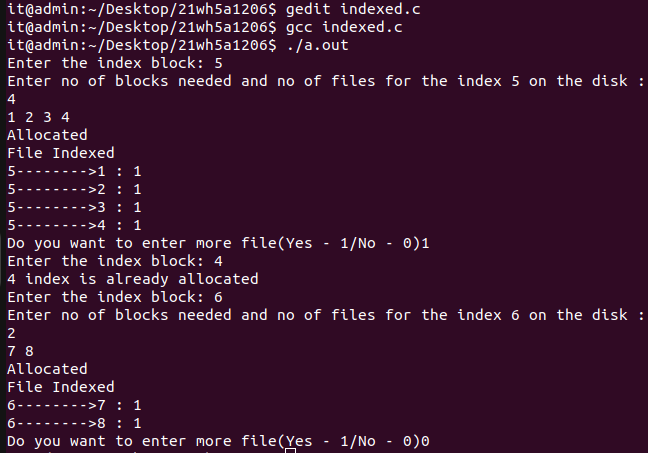 it@admin:~/Desktop/21wh5a1206$ gedit indexed.c
it@admin:~/Desktop/21wh5a1206$ gcc indexed.c
it@admin:~/Desktop/21wh5a1206$ ./a.out
Enter the index block: 5
Enter no of blocks needed and no of files for the index 5 on the disk :
4
1 2 3 4
Allocated
File Indexed
5-------->1 : 1
5-------->2 : 1
5-------->3 : 1
5-------->4 : 1
Do you want to enter more file(Yes - 1/No - 0)1
Enter the index block: 4
4 index is already allocated
Enter the index block: 6
Enter no of blocks needed and no of files for the index 6 on the disk :
2
7 8
Allocated
File Indexed
6-------->7 : 1
6-------->8 : 1
Do you want to enter more file(Yes - 1/No - 0)0